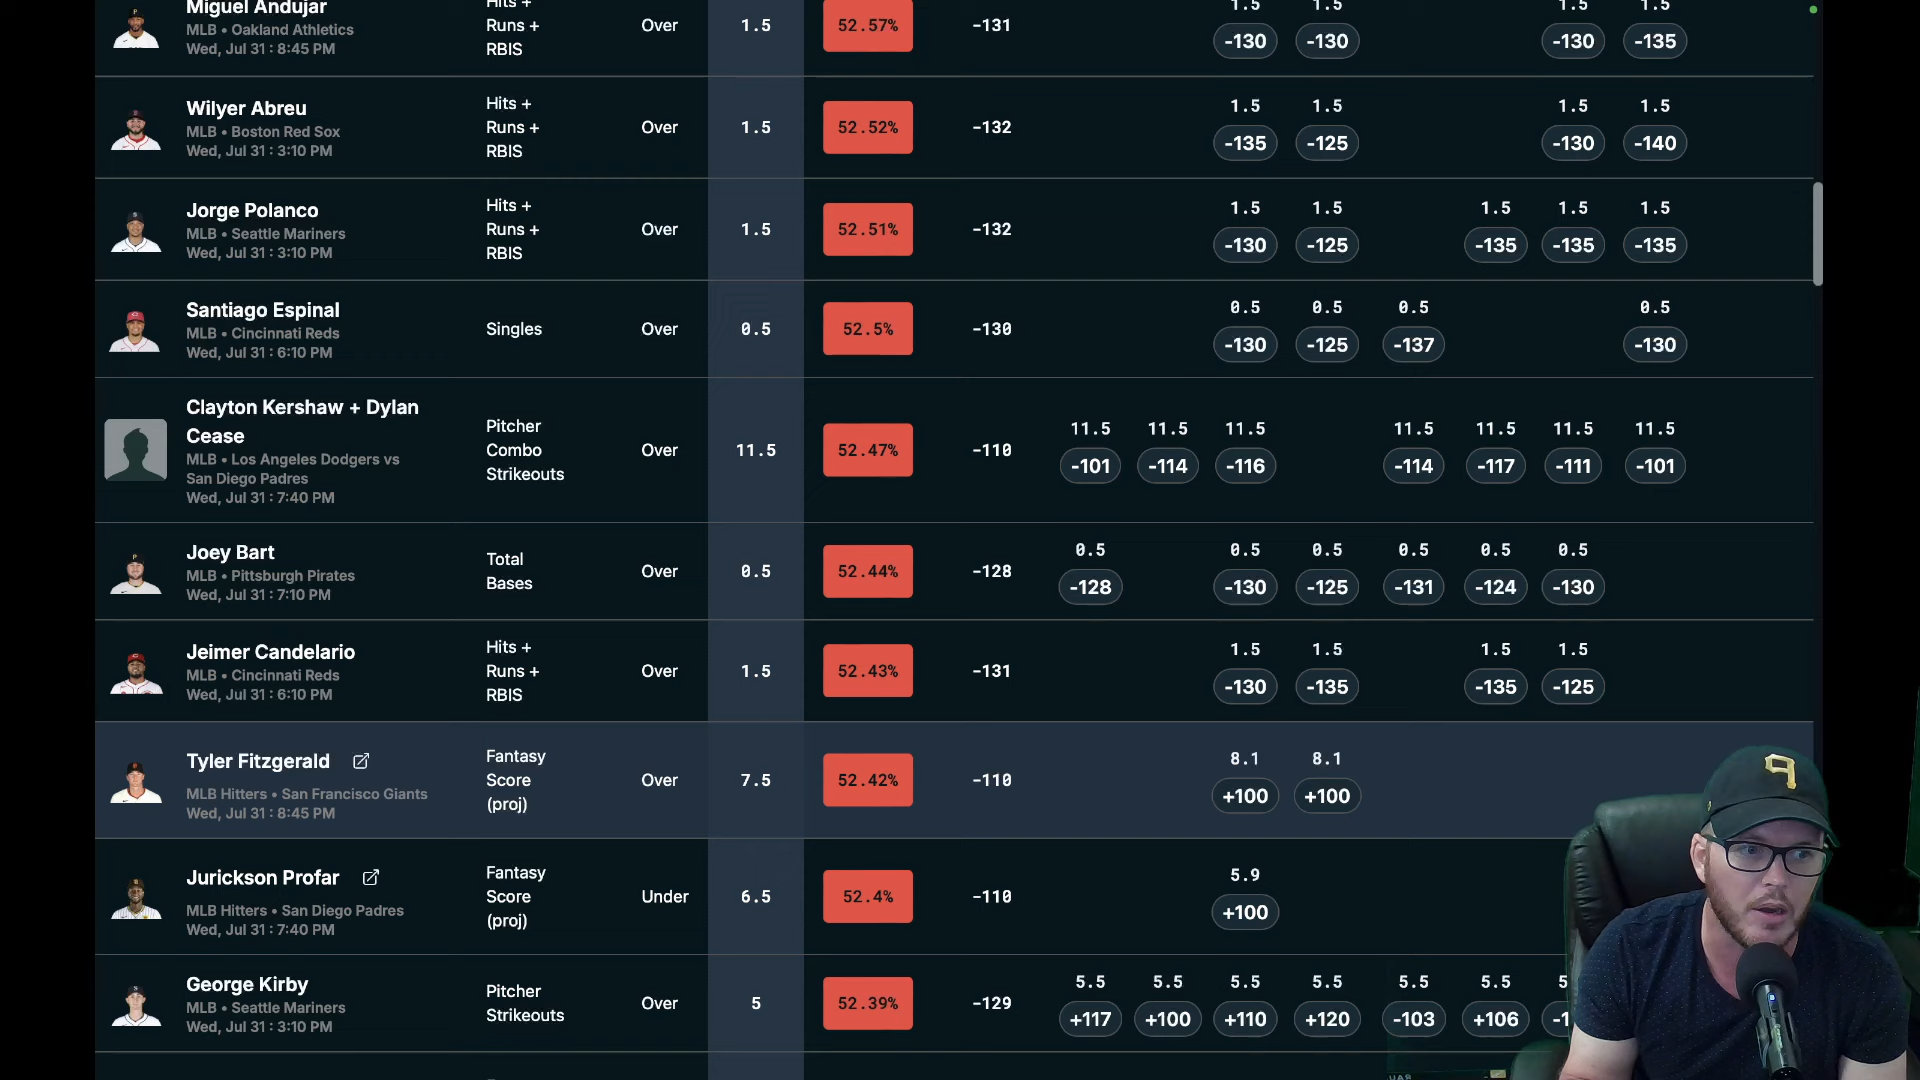 Miguel Andujar
MLB • Oakland Athletics
Wed, Jul 31 : 8:45 PM
Hits +
Runs +
RBIS
Over
1.5
52.57%
-131
1.5 1.5 1.5 1.5
-130 -130 -130 -135
Wilyer Abreu
MLB • Boston Red Sox
Wed, Jul 31 : 3:10 PM
Hits +
Runs +
RBIS
Over
1.5
52.52%
-132
1.5 1.5 1.5 1.5
-135 -125 -130 -140
Jorge Polanco
MLB • Seattle Mariners
Wed, Jul 31 : 3:10 PM
Hits +
Runs +
RBIS
Over
1.5
52.51%
-132
1.5 1.5 1.5 1.5 1.5
-130 -125 -135 -135 -135
Santiago Espinal
MLB • Cincinnati Reds
Wed, Jul 31 : 6:10 PM
Singles
Over
0.5
52.5%
-130
0.5 0.5 0.5 0.5
-130 -125 -137 -130
Clayton Kershaw + Dylan
Cease
MLB • Los Angeles Dodgers vs
San Diego Padres
Wed, Jul 31 : 7:40 PM
Pitcher
Combo
Strikeouts
Over
11.5
52.47%
-110
11.5 11.5 11.5 11.5 11.5 11.5 11.5
-101 -114 -116 -114 -117 -111 -101
Joey Bart
MLB • Pittsburgh Pirates
Wed, Jul 31 : 7:10 PM
Total
Bases
Over
0.5
52.44%
-128
0.5 0.5 0.5 0.5 0.5 0.5
-128 -130 -125 -131 -124 -130
Jeimer Candelario
MLB • Cincinnati Reds
Wed, Jul 31 : 6:10 PM
Hits +
Runs +
RBIS
Over
1.5
52.43%
-131
1.5 1.5 1.5 1.5
-130 -135 -135 -125
Tyler Fitzgerald
MLB Hitters • San Francisco Giants
Wed, Jul 31 : 8:45 PM
Fantasy
Score
(proj)
Over
7.5
52.42%
-110
8.1 8.1
+100 +100
Jurickson Profar
MLB Hitters • San Diego Padres
Wed, Jul 31 : 7:40 PM
Fantasy
Score
(proj)
Under
6.5
52.4%
-110
5.9
+100
George Kirby
MLB • Seattle Mariners
Wed, Jul 31 : 3:10 PM
Pitcher
Strikeouts
Over
5
52.39%
-129
5.5 5.5 5.5 5.5 5.5 5.5
+117 +100 +110 +120 -103 +106
P